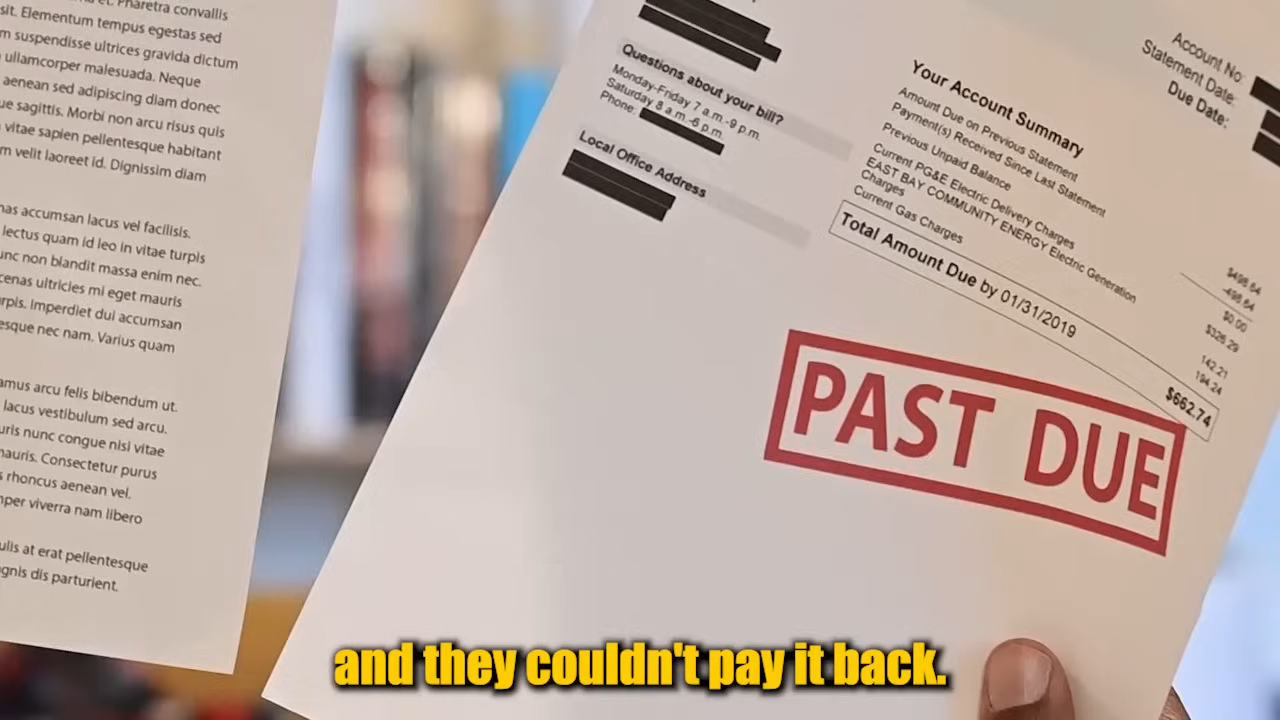 Pharetra convallis
sit. Elementum tempus egestas sed
m suspendisse ultrices gravida dictum
ullamcorper malesuada. Neque
aenean sed adipiscing diam donec
ue sagittis. Morbi non arcu risus quis
vitae sapien pellentesque habitant
m velit laoreet id. Dignissim diam
nas accumsan lacus vel facilisis.
lectus quam id leo in vitae turpis
unc non blandit massa enim nec.
cenas ultricies mi eget mauris
rpis. Imperdiet dui accumsan
esque nec nam. Varius quam
amus arcu felis bibendum ut.
lacus vestibulum sed arcu.
uris nunc congue nisi vitae
mauris. Consectetur purus
s rhoncus aenean vel.
mper viverra nam libero
ulis at erat pellentesque
gnis dis parturient.
Questions about your bill?
Monday-Friday 7 a.m.-9 p.m.
Saturday 8 a.m.-6 p.m.
Phone:
Local Office Address
Account No:
Statement Date:
Due Date:
Your Account Summary
Amount Due on Previous Statement
$498.64
Payment(s) Received Since Last Statement
-498.64
Previous Unpaid Balance
$0.00
Current PG&E Electric Delivery Charges
$326.29
EAST BAY COMMUNITY ENERGY Electric Generation
Charges
142.21
Current Gas Charges
194.24
Total Amount Due by 01/31/2019
$662.74
PAST DUE
and they couldn't pay it back.